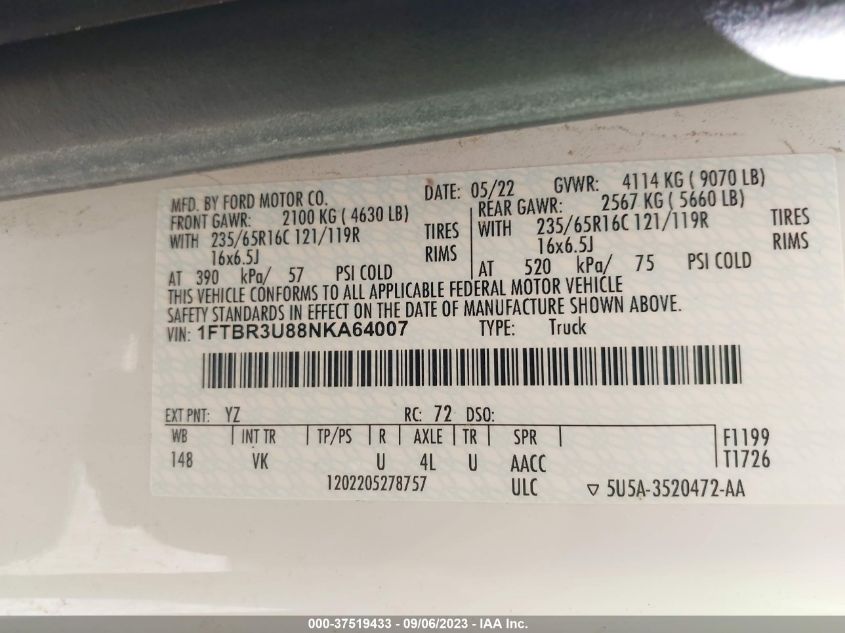 MFD. BY FORD MOTOR CO. DATE: 05/22 GVWR: 4114 KG ( 9070 LB)
FRONT GAWR: 2100 KG ( 4630 LB) REAR GAWR: 2567 KG ( 5660 LB)
WITH 235/65R16C 121/119R TIRES WITH 235/65R16C 121/119R TIRES
16x6.5J RIMS 16x6.5J RIMS
AT 390 kPa/ 57 PSI COLD AT 520 kPa/ 75 PSI COLD
THIS VEHICLE CONFORMS TO ALL APPLICABLE FEDERAL MOTOR VEHICLE
SAFETY STANDARDS IN EFFECT ON THE DATE OF MANUFACTURE SHOWN ABOVE.
VIN: 1FTBR3U88NKA64007 TYPE: Truck
EXT PNT: YZ RC: 72 DSO:
WB INT TR TP/PS R AXLE TR SPR F1199
148 VK U 4L U AACC T1726
1202205278757 ULC ▽ 5U5A-3520472-AA
000-37519433 - 09/06/2023 - IAA Inc.